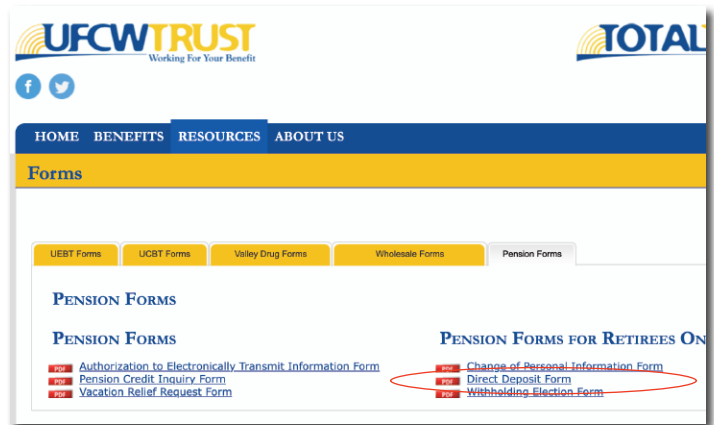 UFCWTRUST
Working For Your Benefit
TOTAL
f
HOME BENEFITS RESOURCES ABOUT US
Forms
UEBT Forms UCBT Forms Valley Drug Forms Wholesale Forms Pension Forms
PENSION FORMS
PENSION FORMS
PDF Authorization to Electronically Transmit Information Form
PDF Pension Credit Inquiry Form
PDF Vacation Relief Request Form
PENSION FORMS FOR RETIREES ON
PDF Change of Personal Information Form
PDF Direct Deposit Form
PDF Withholding Election Form